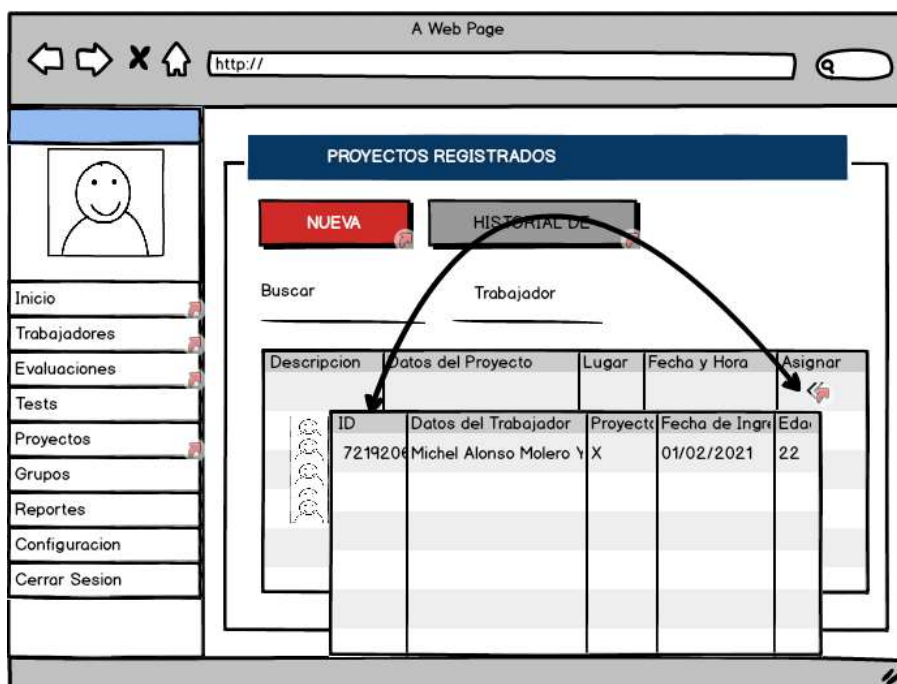 A Web Page
http://
PROYECTOS REGISTRADOS
NUEVA
HISTORIAL DE
Buscar
Trabajador
Inicio
Trabajadores
Evaluaciones
Tests
Proyectos
Grupos
Reportes
Configuracion
Cerrar Sesion
Descripcion Datos del Proyecto Lugar Fecha y Hora Asignar
ID Datos del Trabajador Proyecto Fecha de Ingre Eda
7219206 Michel Alonso Molero Y X 01/02/2021 22